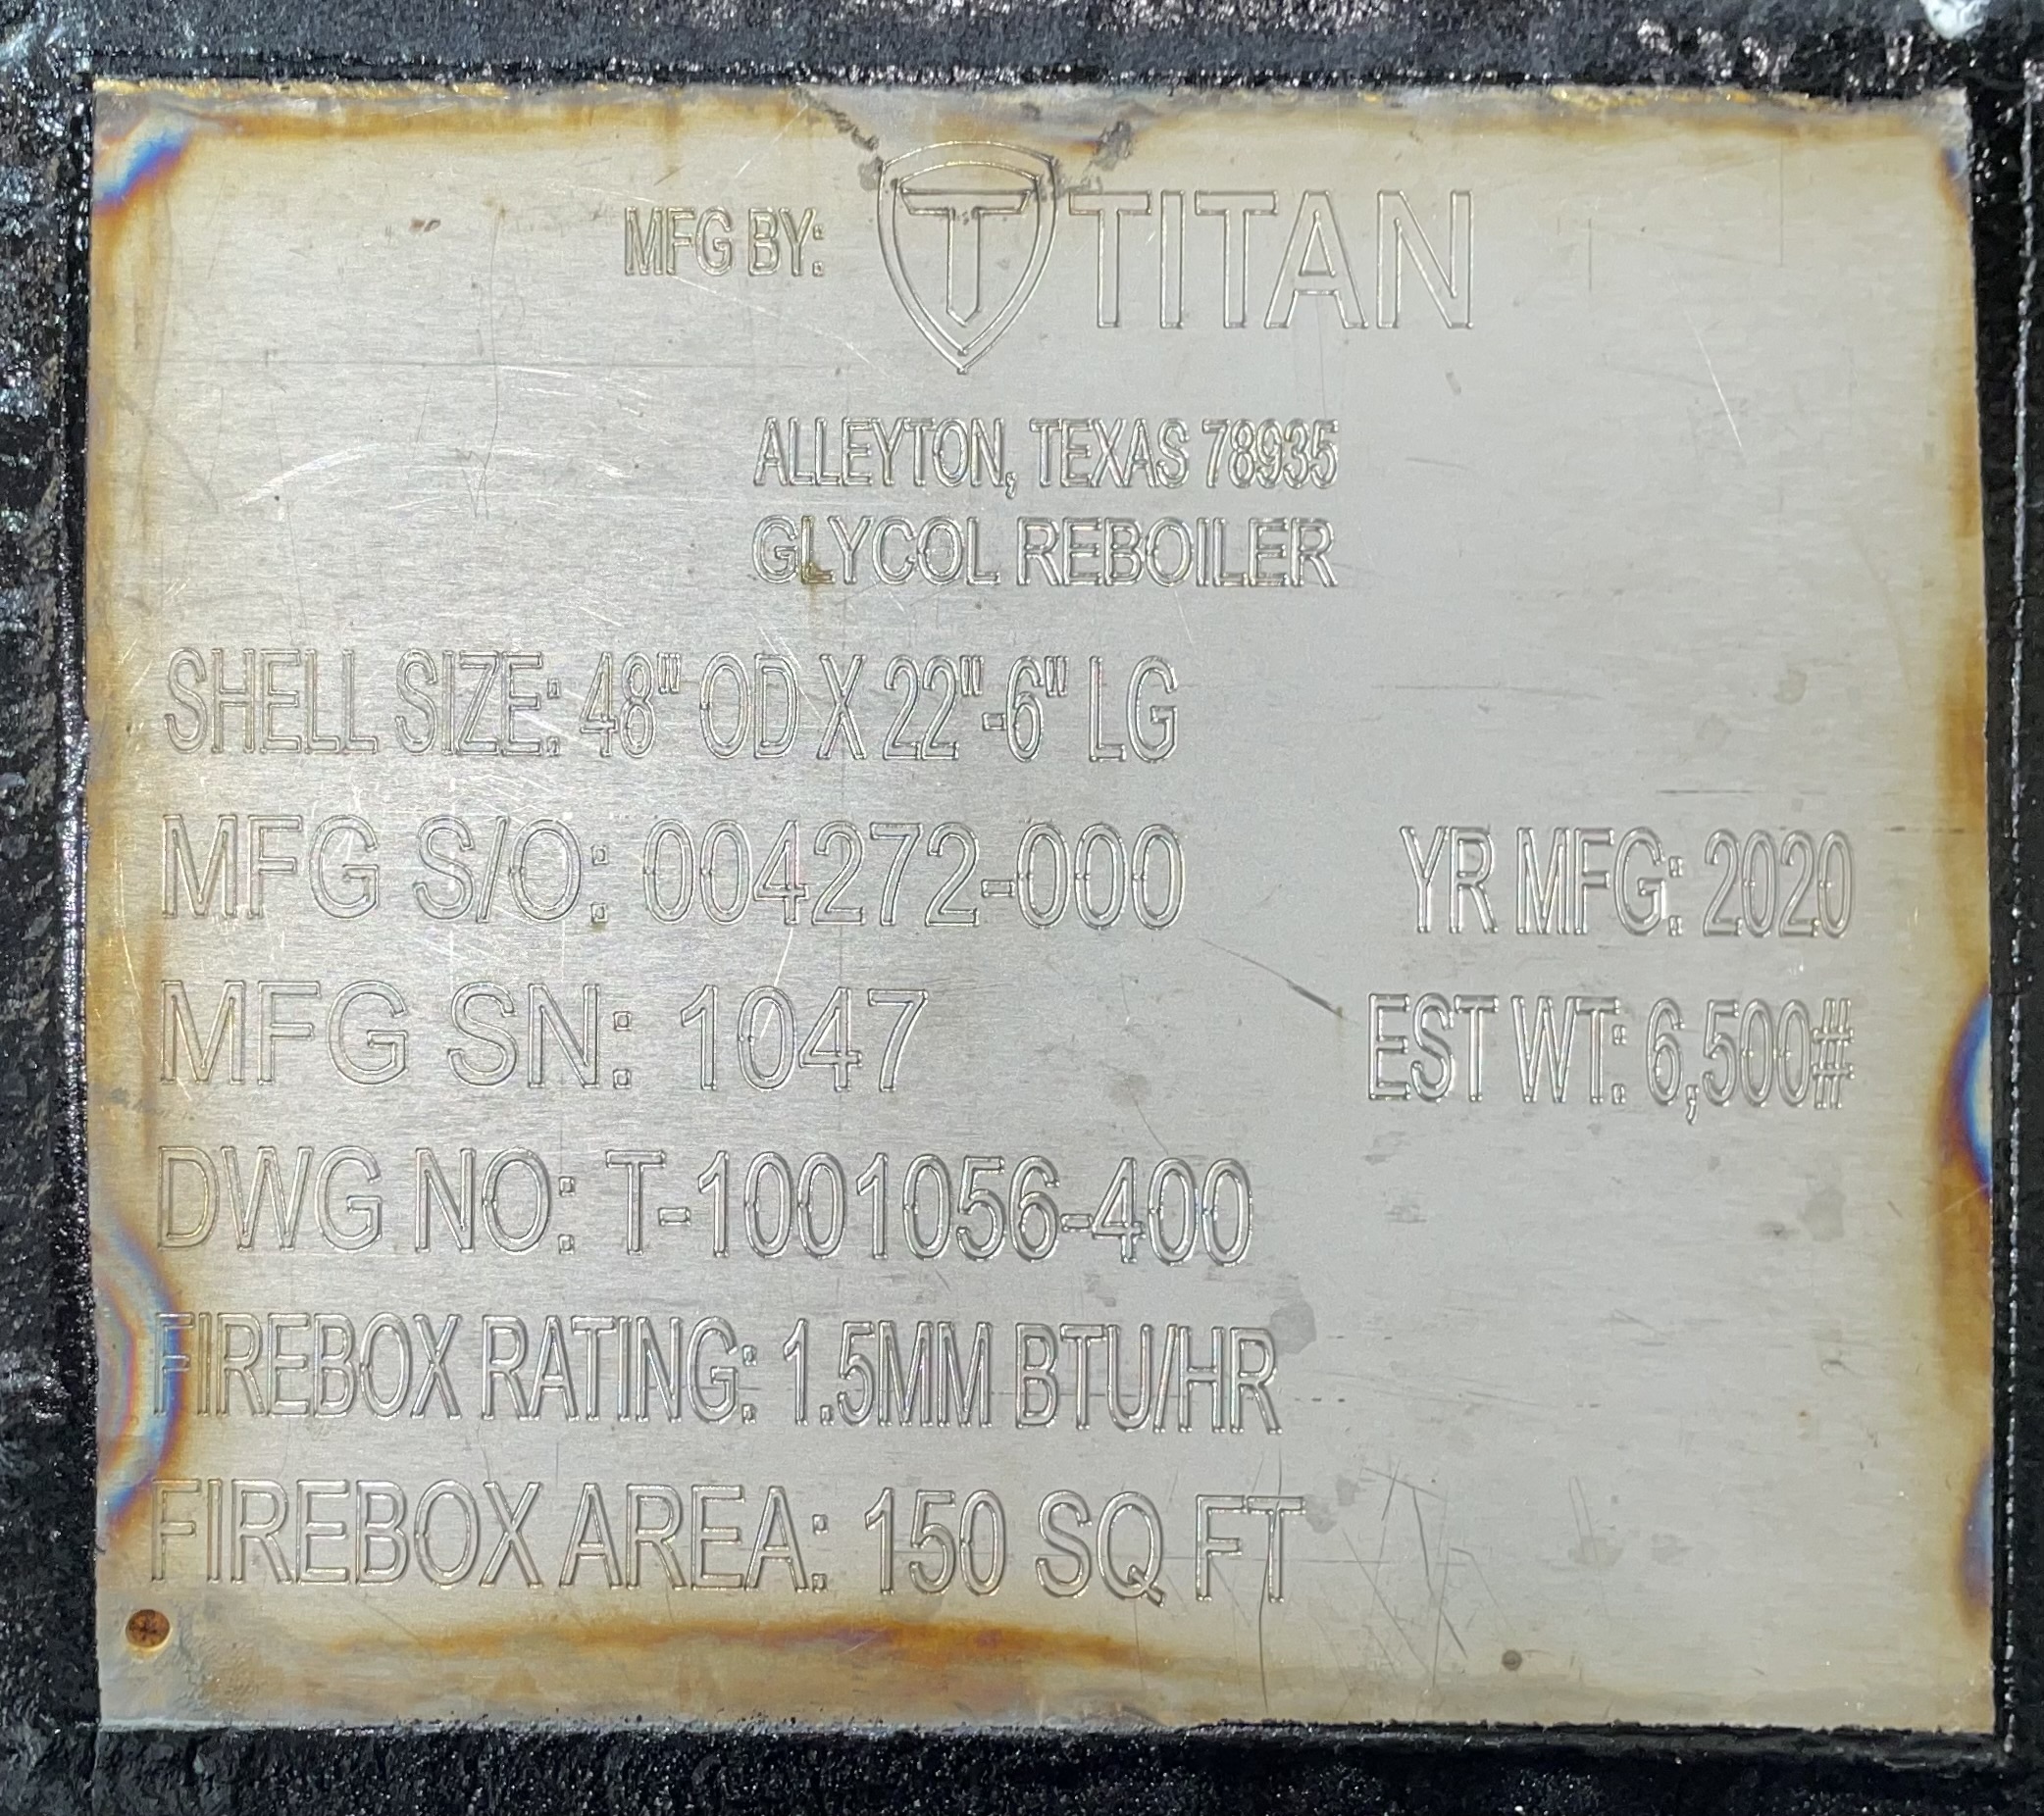 MFG BY: T TITAN
ALLEYTON, TEXAS 78935
GLYCOL REBOILER
SHELL SIZE: 48" OD X 22"-6" LG
MFG S/O: 004272-000 YR MFG: 2020
MFG SN: 1047 EST WT: 6,500#
DWG NO: T-1001056-400
FIREBOX RATING: 1.5MM BTU/HR
FIREBOX AREA: 150 SQ FT